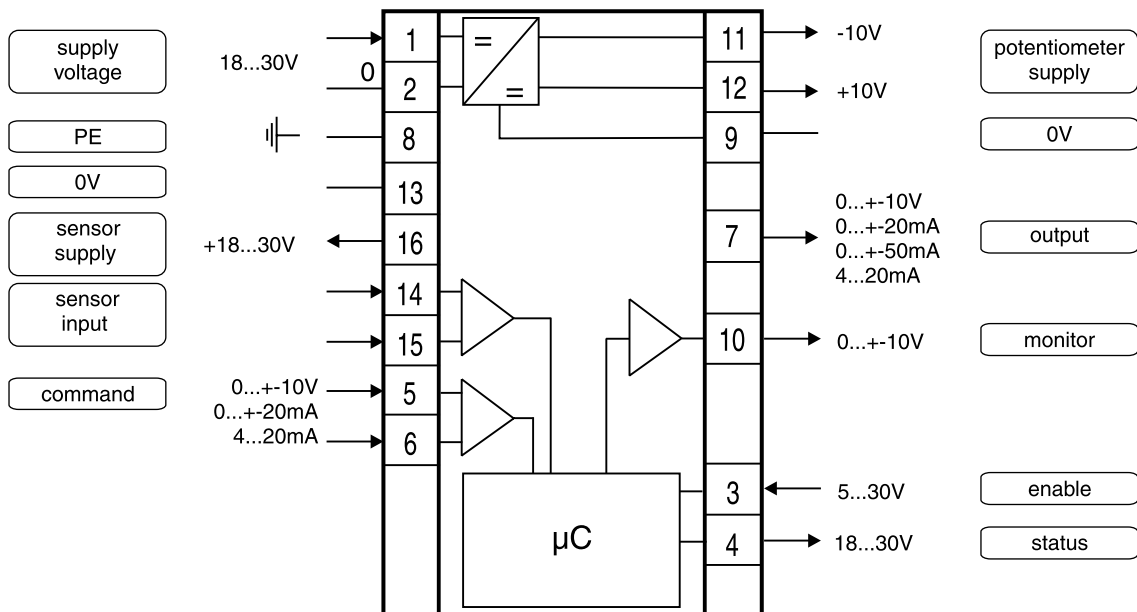 supply
voltage
18...30V
0
PE
0V
sensor
supply
+18...30V
sensor
input
command
0...+-10V
0...+-20mA
4...20mA
1
2
8
13
16
14
15
5
6
=
=
µC
11
12
9
7
10
3
4
-10V
+10V
0...+-10V
0...+-20mA
0...+-50mA
4...20mA
0...+-10V
5...30V
18...30V
potentiometer
supply
0V
output
monitor
enable
status